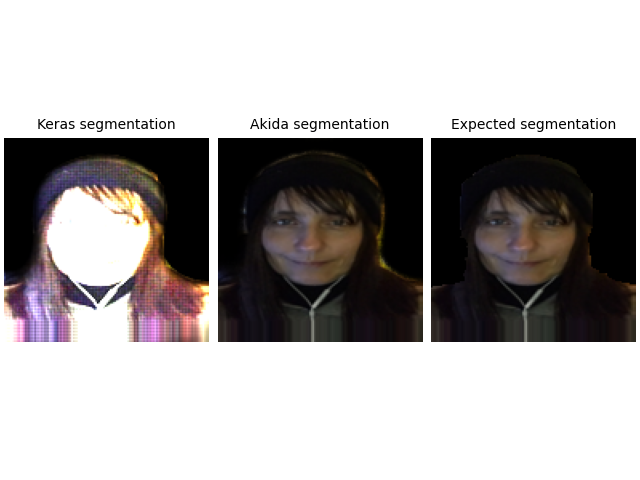 Keras segmentation
Akida segmentation
Expected segmentation